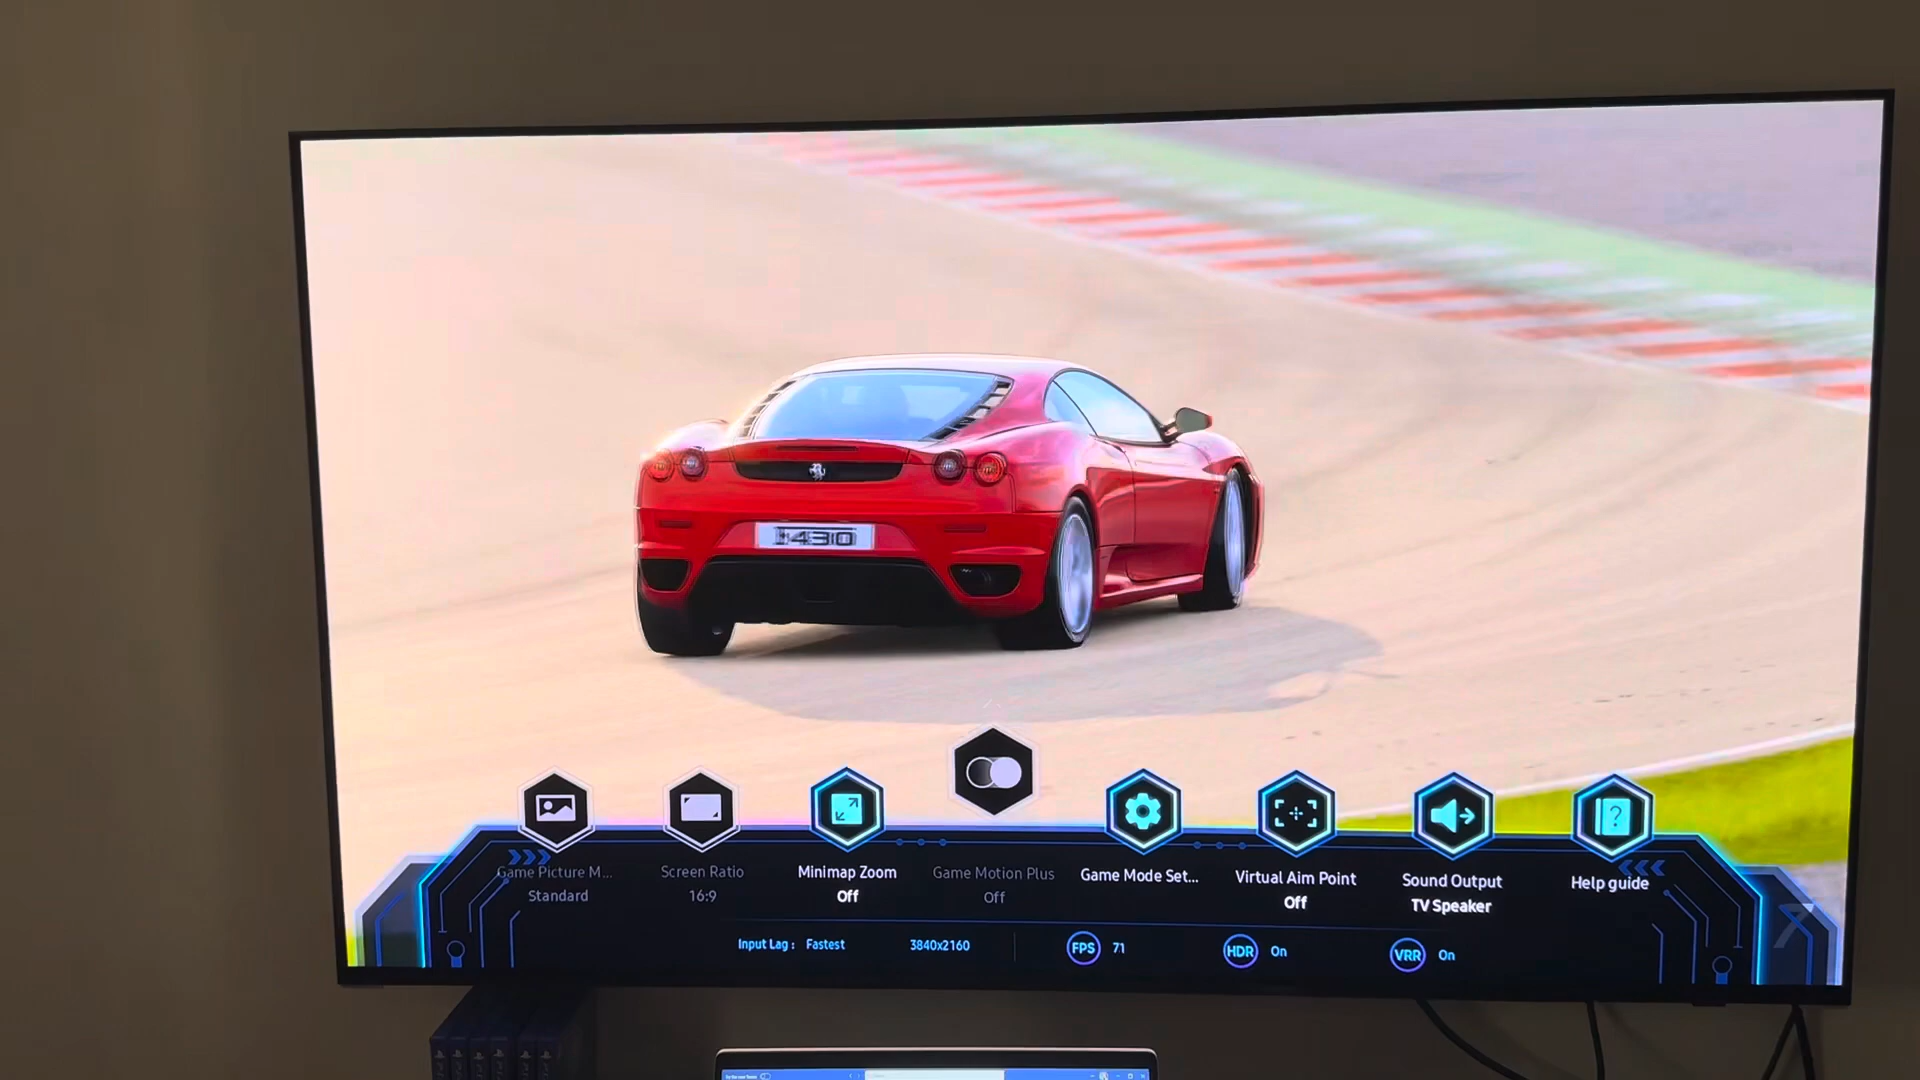 1430
Game Picture M... Screen Ratio Minimap Zoom Game Motion Plus Game Mode Set... Virtual Aim Point Sound Output Help guide
Standard 16:9 Off Off Off TV Speaker
Input Lag : Fastest 3840x2160 FPS 71 HDR On VRR On